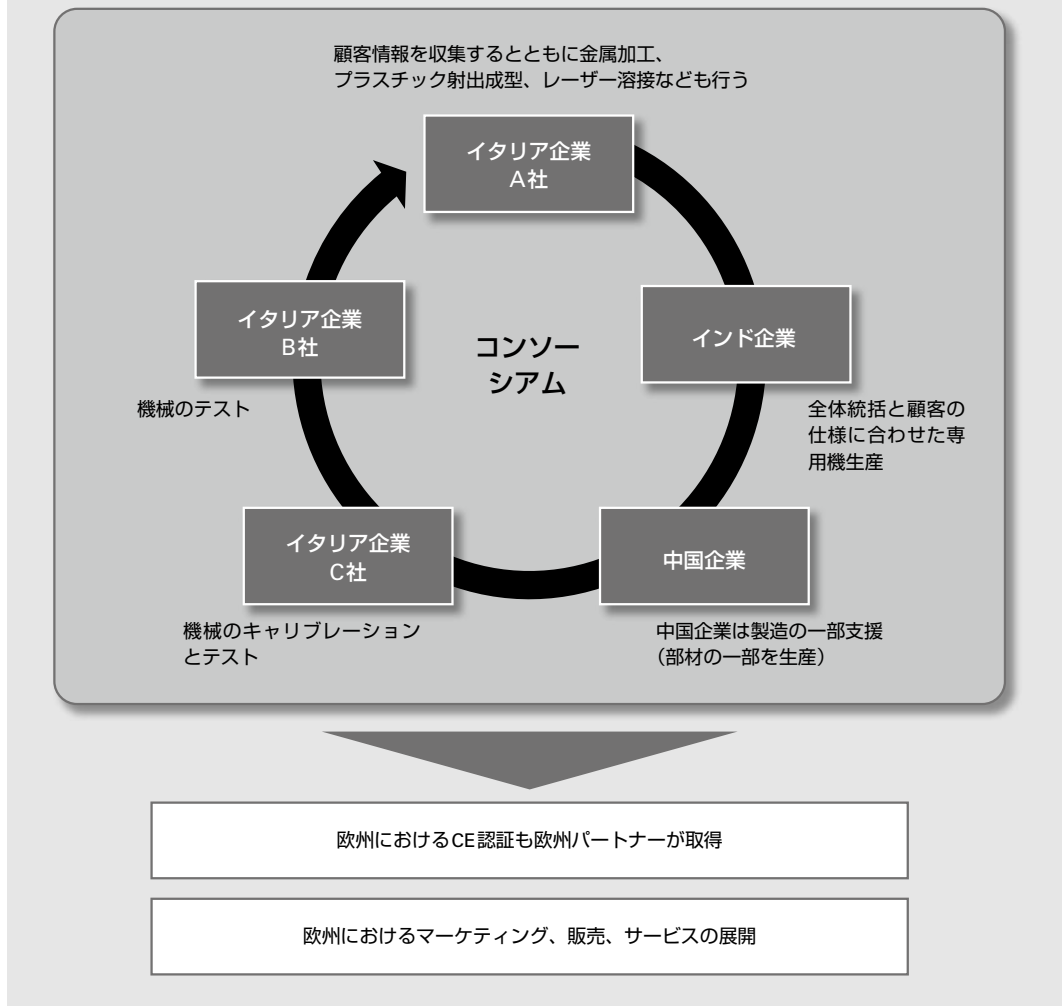 顧客情報を収集するとともに金属加工、
プラスチック射出成型、レーザー溶接なども行う
イタリア企業
A社
インド企業
全体統括と顧客の
仕様に合わせた専
用機生産
中国企業
中国企業は製造の一部支援
（部材の一部を生産）
イタリア企業
C社
機械のキャリブレーション
とテスト
イタリア企業
B社
機械のテスト
コンソー
シアム
欧州におけるCE認証も欧州パートナーが取得
欧州におけるマーケティング、販売、サービスの展開